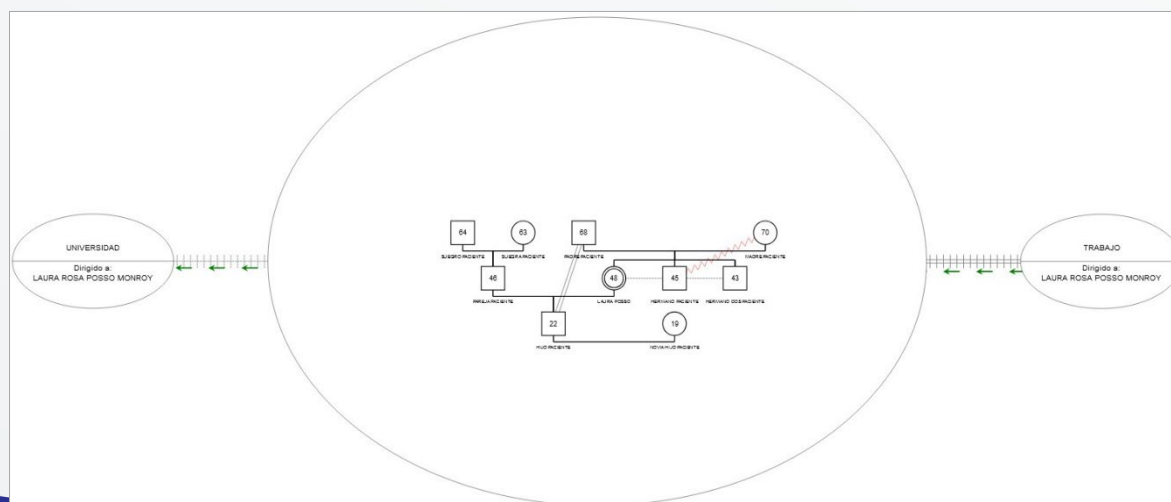 64
63
68
70
SUEGRO PACIENTE
SUEGRA PACIENTE
PADRE PACIENTE
MADRE PACIENTE
UNIVERSIDAD
Dirigido a:
LAURA ROSA POSSO MONROY
TRABAJO
Dirigido a:
LAURA ROSA POSSO MONROY
46
48
45
43
PAREJA PACIENTE
LAURA POSSO
HERMANO PACIENTE
HERMANO DOS PACIENTE
22
19
HIJO PACIENTE
NOVIA HIJO PACIENTE